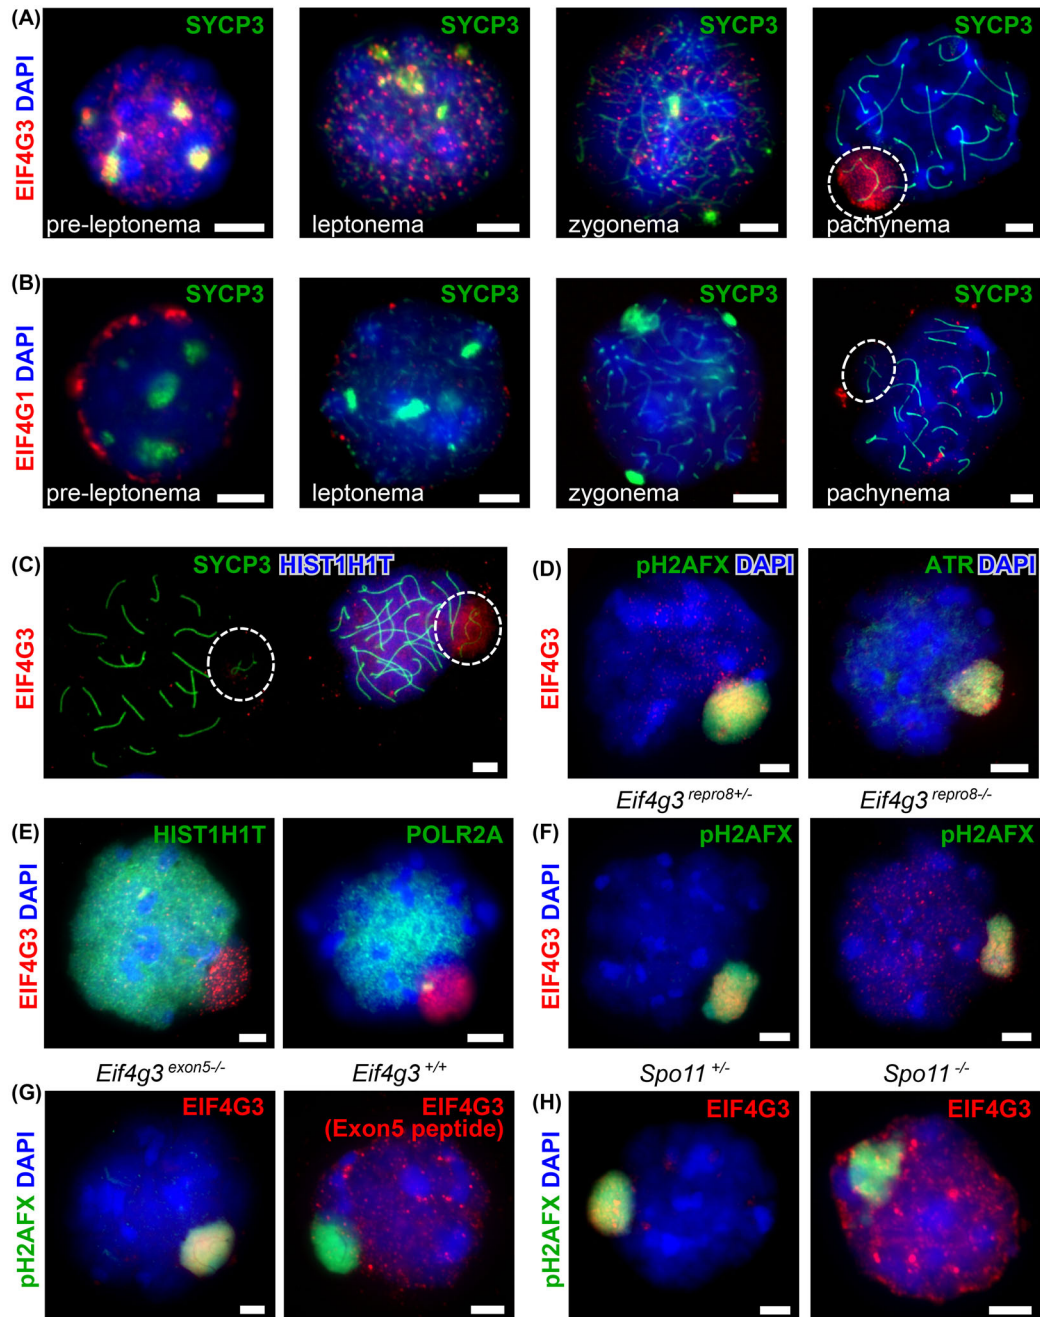 (A)
EIF4G3 DAPI
SYCP3
pre-leptonema
SYCP3
leptonema
SYCP3
zygonema
SYCP3
pachynema
(B)
EIF4G1 DAPI
SYCP3
pre-leptonema
SYCP3
leptonema
SYCP3
zygonema
SYCP3
pachynema
(C)
EIF4G3
SYCP3 HIST1H1T
(D)
EIF4G3
pH2AFX DAPI
ATR DAPI
(E)
EIF4G3 DAPI
HIST1H1T
POLR2A
(F)
EIF4G3 DAPI
Eif4g3 repro8+/-
pH2AFX
Eif4g3 repro8-/-
pH2AFX
(G)
pH2AFX DAPI
Eif4g3 exon5-/-
EIF4G3
Eif4g3 +/+
EIF4G3
(Exon5 peptide)
(H)
pH2AFX DAPI
Spo11 +/-
EIF4G3
Spo11 -/-
EIF4G3